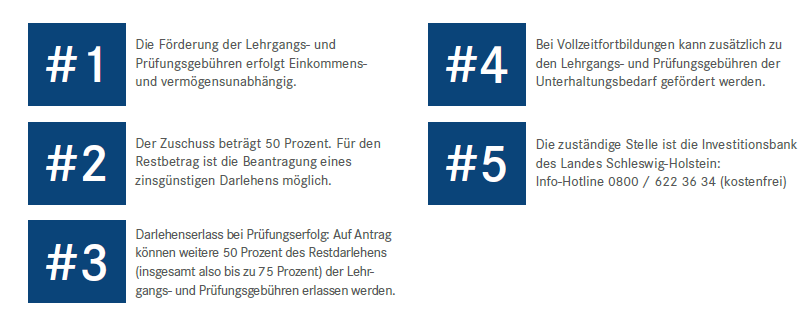 #1
Die Förderung der Lehrgangs- und
Prüfungsgebühren erfolgt Einkommens-
und vermögensunabhängig.
#2
Der Zuschuss beträgt 50 Prozent. Für den
Restbetrag ist die Beantragung eines
zinsgünstigen Darlehens möglich.
#3
Darlehenserlass bei Prüfungserfolg: Auf Antrag
können weitere 50 Prozent des Restdarlehens
(insgesamt also bis zu 75 Prozent) der Lehr-
gangs- und Prüfungsgebühren erlassen werden.
#4
Bei Vollzeitfortbildungen kann zusätzlich zu
den Lehrgangs- und Prüfungsgebühren der
Unterhaltungsbedarf gefördert werden.
#5
Die zuständige Stelle ist die Investitionsbank
des Landes Schleswig-Holstein:
Info-Hotline 0800 / 622 36 34 (kostenfrei)